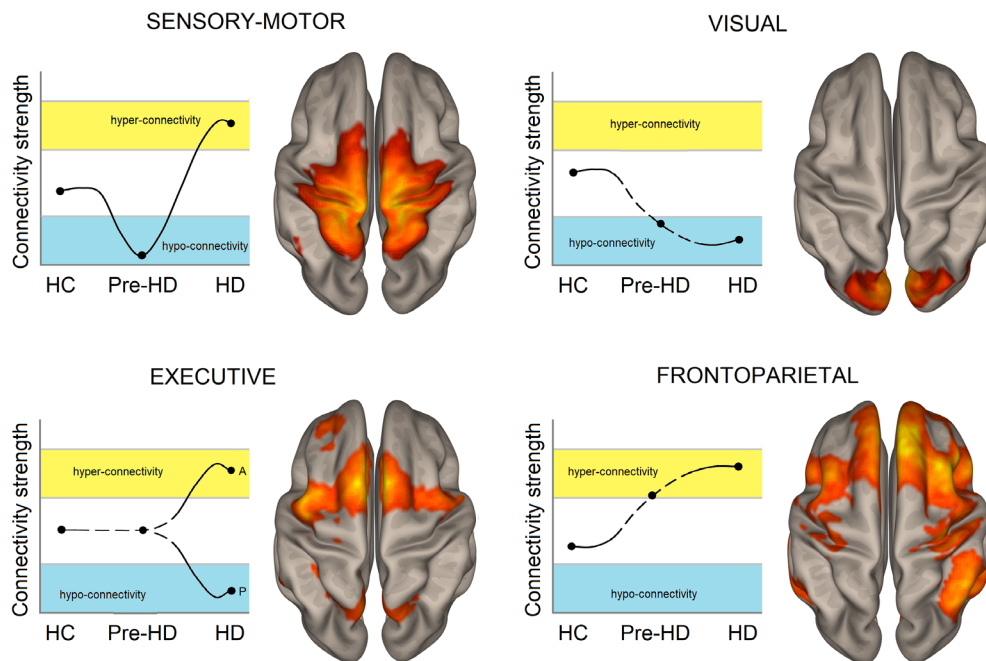 SENSORY-MOTOR
Connectivity strength
hyper-connectivity
hypo-connectivity
HC Pre-HD HD
VISUAL
Connectivity strength
hyper-connectivity
hypo-connectivity
HC Pre-HD HD
EXECUTIVE
Connectivity strength
hyper-connectivity
A
hypo-connectivity
P
HC Pre-HD HD
FRONTOPARIETAL
Connectivity strength
hyper-connectivity
hypo-connectivity
HC Pre-HD HD